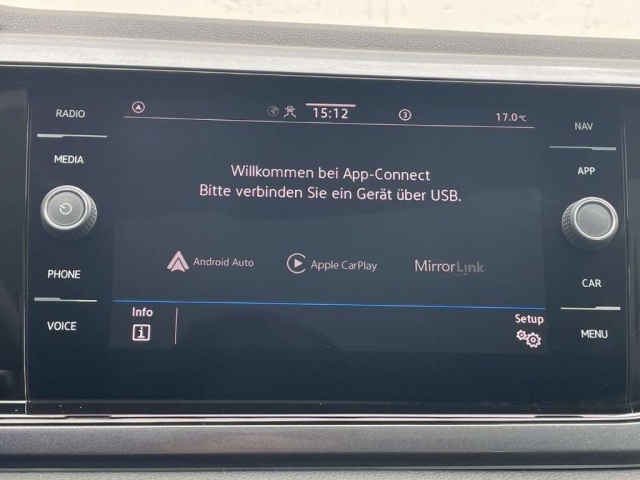 RADIO
MEDIA
PHONE
VOICE
15:12
3
17.0°C
Willkommen bei App-Connect
Bitte verbinden Sie ein Gerät über USB.
Android Auto
Apple CarPlay
MirrorLink
Info
i
Setup
NAV
APP
CAR
MENU